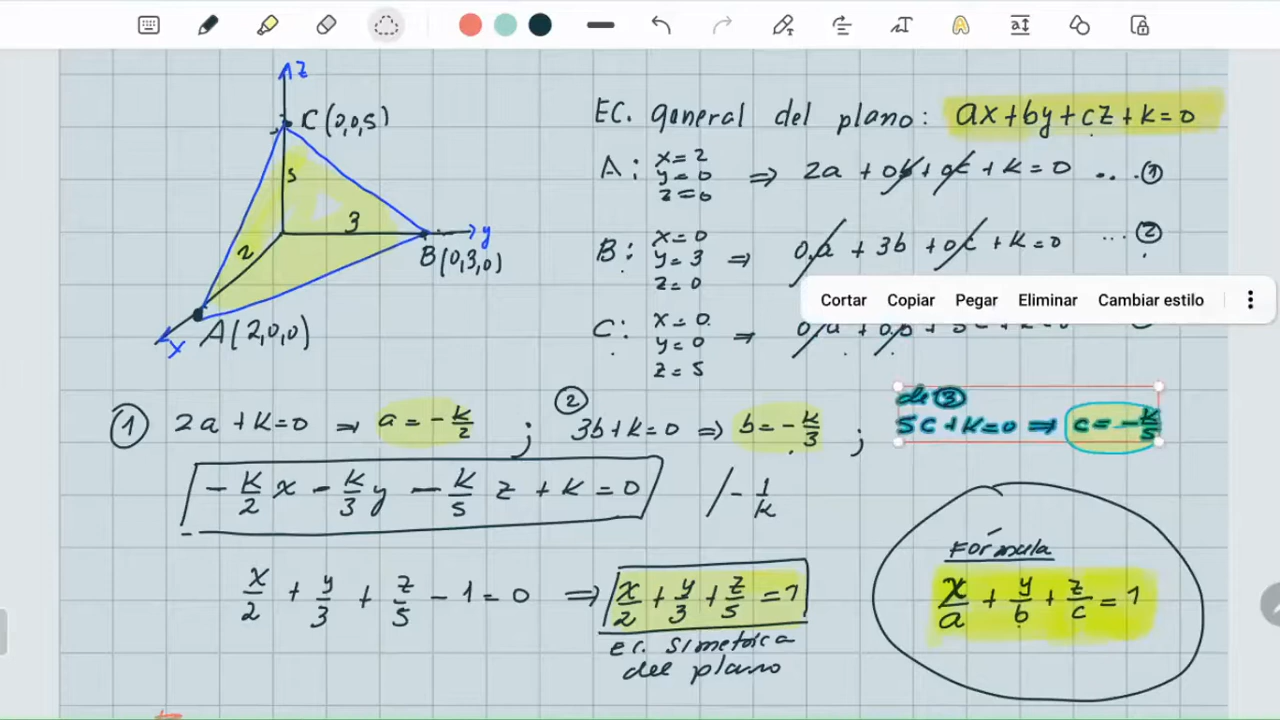 z
C(0,0,5)
5
3
y
2
B(0,3,0)
A(2,0,0)
x
EC. general del plano: ax+by+cz+k=0
A: x=2 y=0 z=0 ⇒ 2a + 0b + 0c + k=0 ... ①
B: x=0 y=3 z=0 ⇒ 0.a + 3b + 0c + k=0 ... ②
Cortar Copiar Pegar Eliminar Cambiar estilo
C: x=0 y=0 z=5 ⇒
① 2a + k=0 ⇒ a = -k/2 ; ② 3b+k=0 ⇒ b = -k/3 ;
de ③
5c+k=0 ⇒ c = -k/5
-k/2 x - k/3 y - k/5 z + k = 0 / -1/k
x/2 + y/3 + z/5 - 1 = 0 ⇒ x/2 + y/3 + z/5 = 1
ec. simetrica
del plano
Fórmula
x/a + y/b + z/c = 1